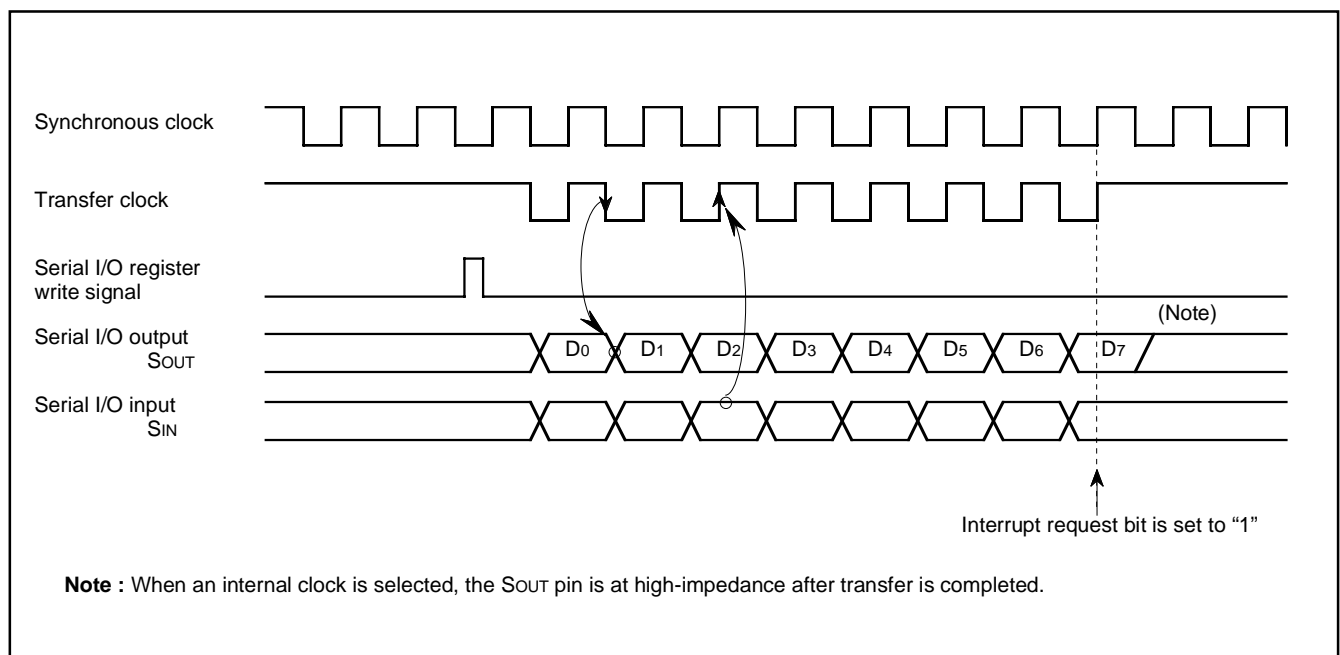 Synchronous clock
Transfer clock
Serial I/O register
write signal
(Note)
Serial I/O output
SOUT
D0 D1 D2 D3 D4 D5 D6 D7
Serial I/O input
SIN
Interrupt request bit is set to “1”
Note : When an internal clock is selected, the SOUT pin is at high-impedance after transfer is completed.